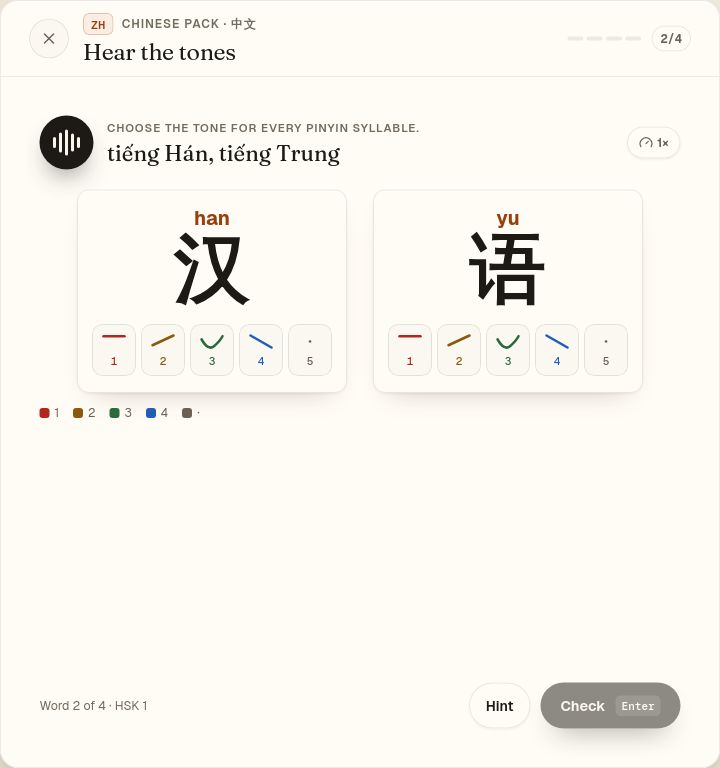 ZH CHINESE PACK · 中文
Hear the tones
2/4
CHOOSE THE TONE FOR EVERY PINYIN SYLLABLE.
tiếng Hán, tiếng Trung
1×
han
汉
1 2 3 4 5
yu
语
1 2 3 4 5
1 2 3 4 ·
Word 2 of 4 · HSK 1
Hint
Check Enter